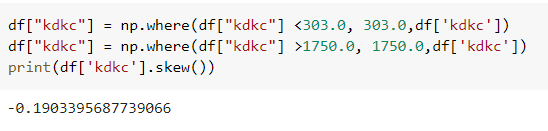 df["kdkc"] = np.where(df["kdkc"] <303.0, 303.0,df['kdkc'])
df["kdkc"] = np.where(df["kdkc"] >1750.0, 1750.0,df['kdkc'])
print(df['kdkc'].skew())
-0.1903395687739066